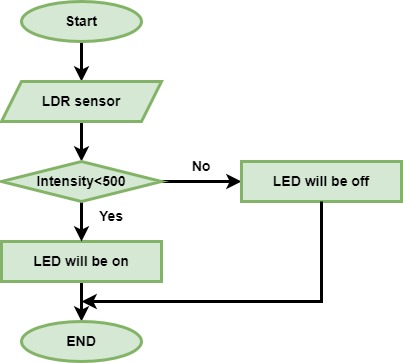 Start
LDR sensor
Intensity<500
No
LED will be off
Yes
LED will be on
END